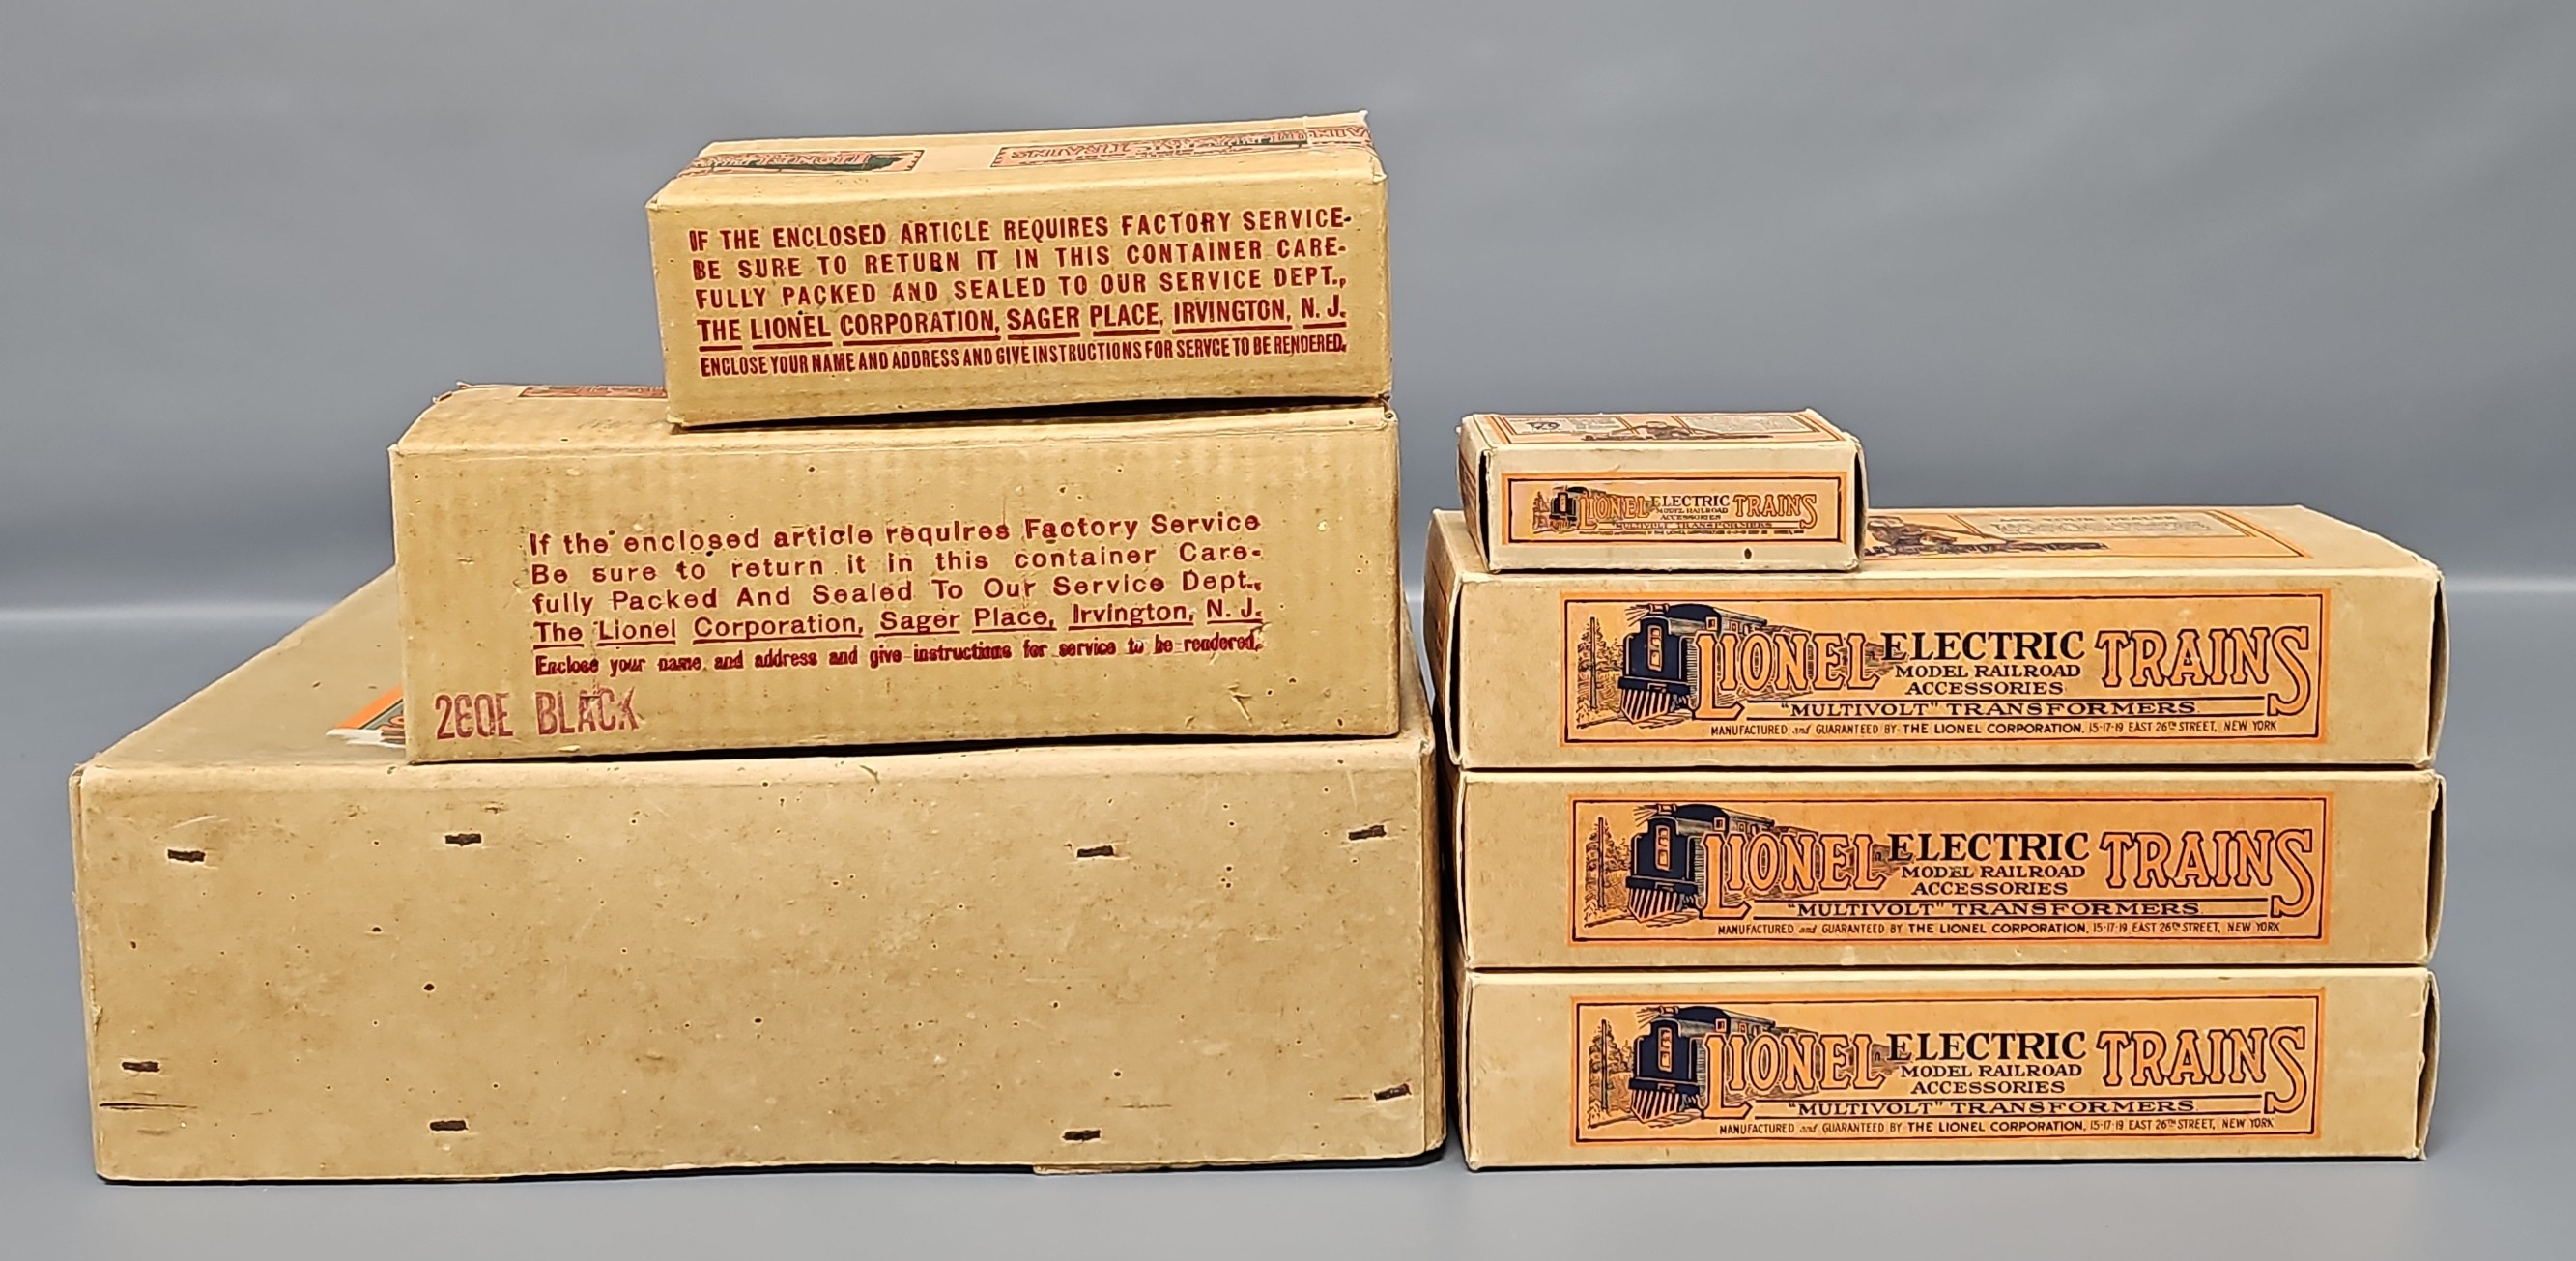 IF THE ENCLOSED ARTICLE REQUIRES FACTORY SERVICE-
BE SURE TO RETURN IT IN THIS CONTAINER CARE-
FULLY PACKED AND SEALED TO OUR SERVICE DEPT.,
THE LIONEL CORPORATION, SAGER PLACE, IRVINGTON, N. J.
ENCLOSE YOUR NAME AND ADDRESS AND GIVE INSTRUCTIONS FOR SERVCE TO BE RENDERED.
If the enclosed article requires Factory Service
Be sure to return it in this container Care-
fully Packed And Sealed To Our Service Dept.,
The Lionel Corporation, Sager Place, Irvington, N. J.
Enclose your name and address and give instructions for service to be rendered.
260E BLACK
LIONEL ELECTRIC TRAINS
MODEL RAILROAD
ACCESSORIES
"MULTIVOLT" TRANSFORMERS
LIONEL ELECTRIC TRAINS
MODEL RAILROAD
ACCESSORIES
"MULTIVOLT" TRANSFORMERS
MANUFACTURED and GUARANTEED BY THE LIONEL CORPORATION, 15-17-19 EAST 26TH STREET, NEW YORK
LIONEL ELECTRIC TRAINS
MODEL RAILROAD
ACCESSORIES
"MULTIVOLT" TRANSFORMERS
MANUFACTURED and GUARANTEED BY THE LIONEL CORPORATION, 15-17-19 EAST 26TH STREET, NEW YORK
LIONEL ELECTRIC TRAINS
MODEL RAILROAD
ACCESSORIES
"MULTIVOLT" TRANSFORMERS
MANUFACTURED and GUARANTEED BY THE LIONEL CORPORATION, 15-17-19 EAST 26TH STREET, NEW YORK